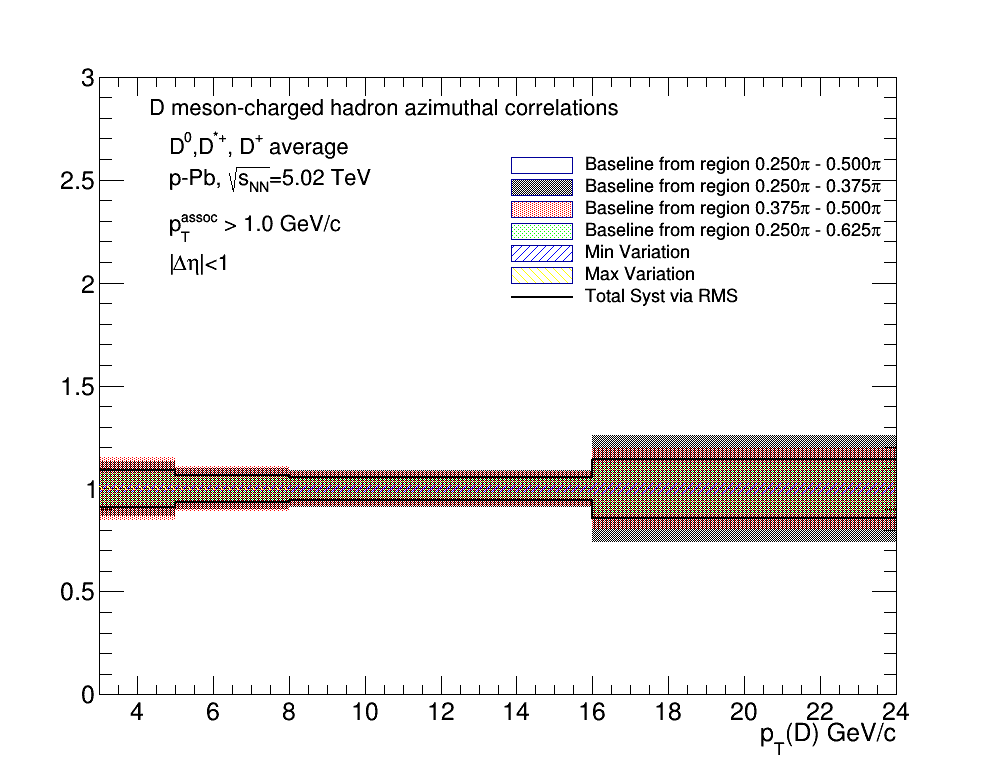 D meson-charged hadron azimuthal correlations
D⁰,D*⁺, D⁺ average
p-Pb, √sNN=5.02 TeV
pTassoc > 1.0 GeV/c
|Δη|<1
Baseline from region 0.250π - 0.500π
Baseline from region 0.250π - 0.375π
Baseline from region 0.375π - 0.500π
Baseline from region 0.250π - 0.625π
Min Variation
Max Variation
Total Syst via RMS
3
2.5
2
1.5
1
0.5
0
4 6 8 10 12 14 16 18 20 22 24
pT(D) GeV/c